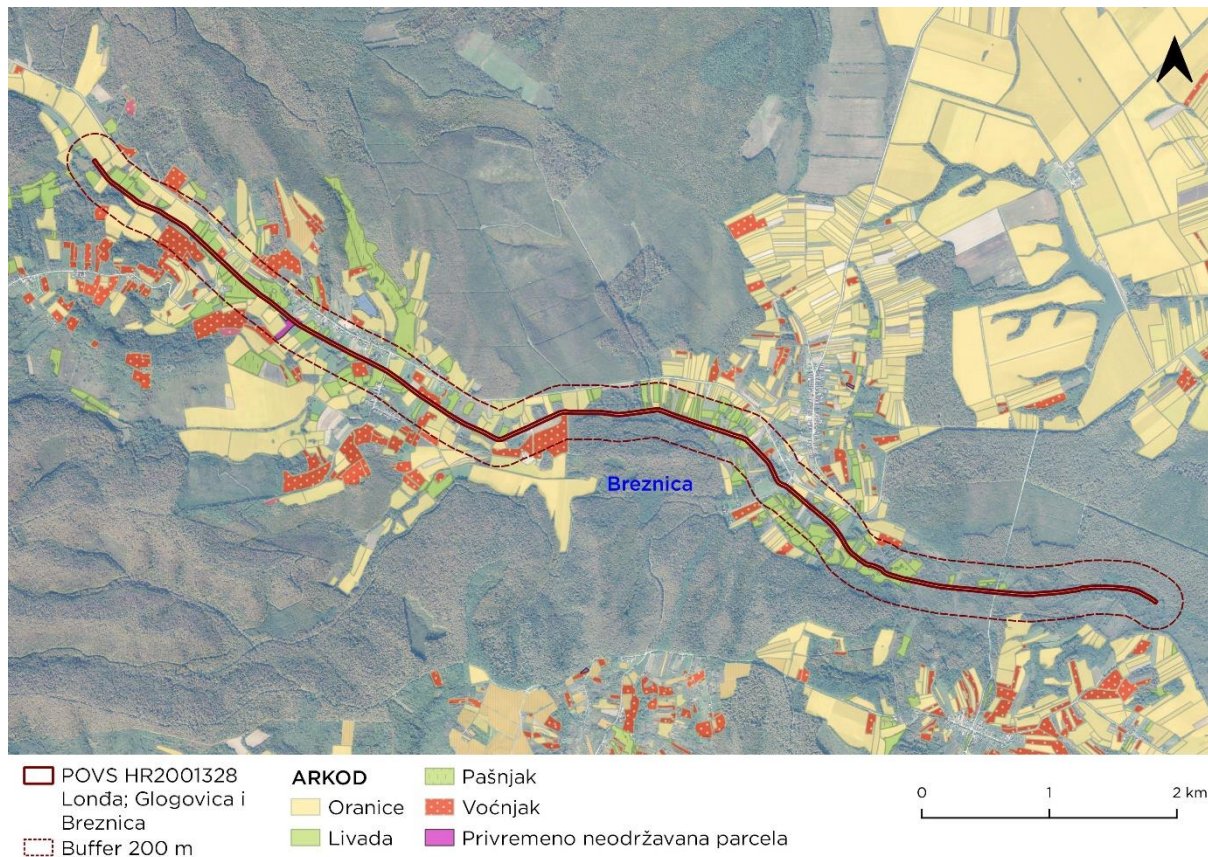 Breznica
POVS HR2001328
Lonđa; Glogovica i
Breznica
Buffer 200 m
ARKOD
Oranice
Livada
Pašnjak
Voćnjak
Privremeno neodržavana parcela
0 1 2 km